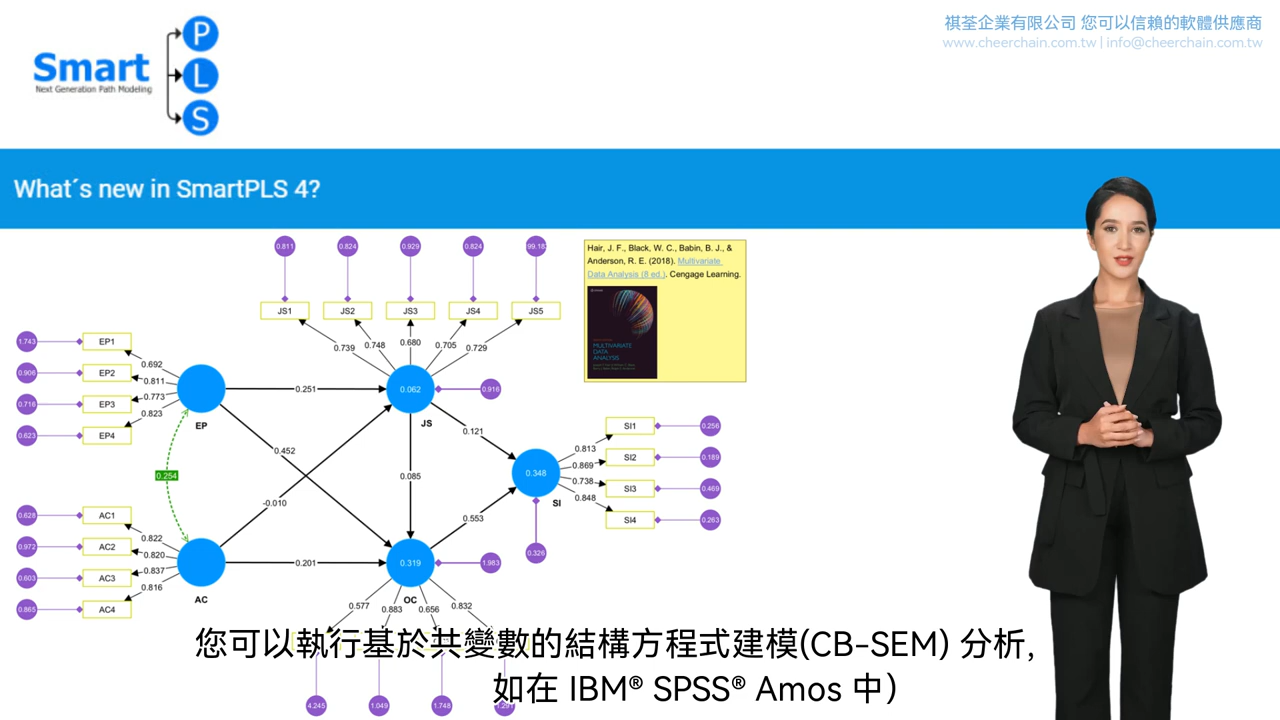 祺荃企業有限公司 您可以信賴的軟體供應商
www.cheerchain.com.tw | info@cheerchain.com.tw
Smart
Next Generation Path Modeling
P
L
S
What´s new in SmartPLS 4?
0.811 0.824 0.929 0.824 99.18
Hair, J. F., Black, W. C., Babin, B. J., &
Anderson, R. E. (2018). Multivariate
Data Analysis (8 ed.). Cengage Learning.
MULTIVARIATE
DATA
ANALYSIS
JS1 JS2 JS3 JS4 JS5
0.739 0.748 0.680 0.705 0.729
1.743 EP1 0.692
0.906 EP2 0.811
0.716 EP3 0.773
0.623 EP4 0.823
EP
0.251
0.062
JS
0.916
0.452
0.121
0.254
0.085
-0.010
0.348
SI
0.813 SI1 0.256
0.869 SI2 0.189
0.738 SI3 0.469
0.848 SI4 0.263
0.553
0.326
0.628 AC1 0.822
0.972 AC2 0.820
0.603 AC3 0.837
0.865 AC4 0.816
AC
0.201
0.319
OC
1.983
0.577 0.883 0.656 0.832
您可以執行基於共變數的結構方程式建模(CB-SEM) 分析,
如在 IBM® SPSS® Amos 中）
4.245 1.049 1.748